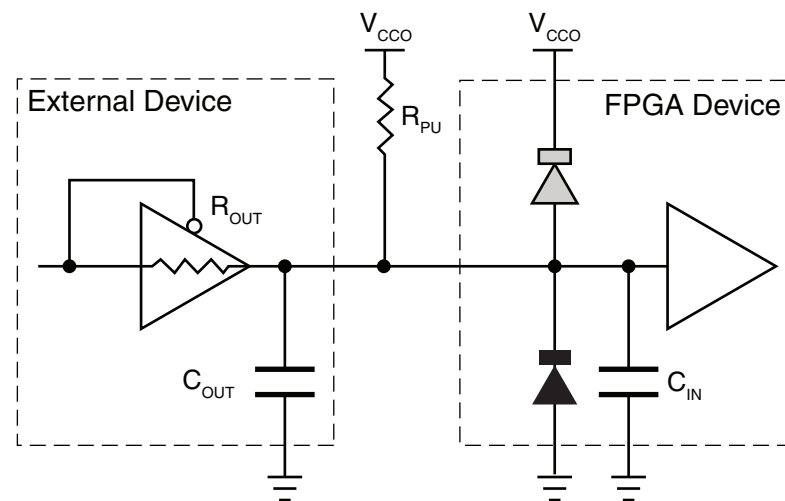 V_CCO
V_CCO
External Device
FPGA Device
R_PU
R_OUT
C_OUT
C_IN